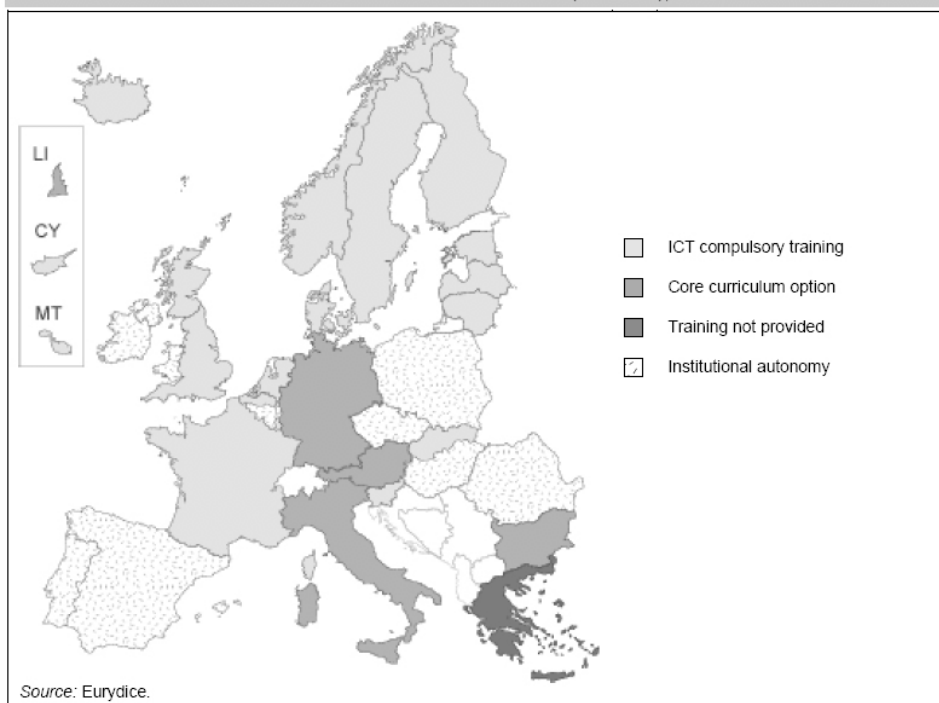 LI
CY
MT
ICT compulsory training
Core curriculum option
Training not provided
Institutional autonomy
Source: Eurydice.